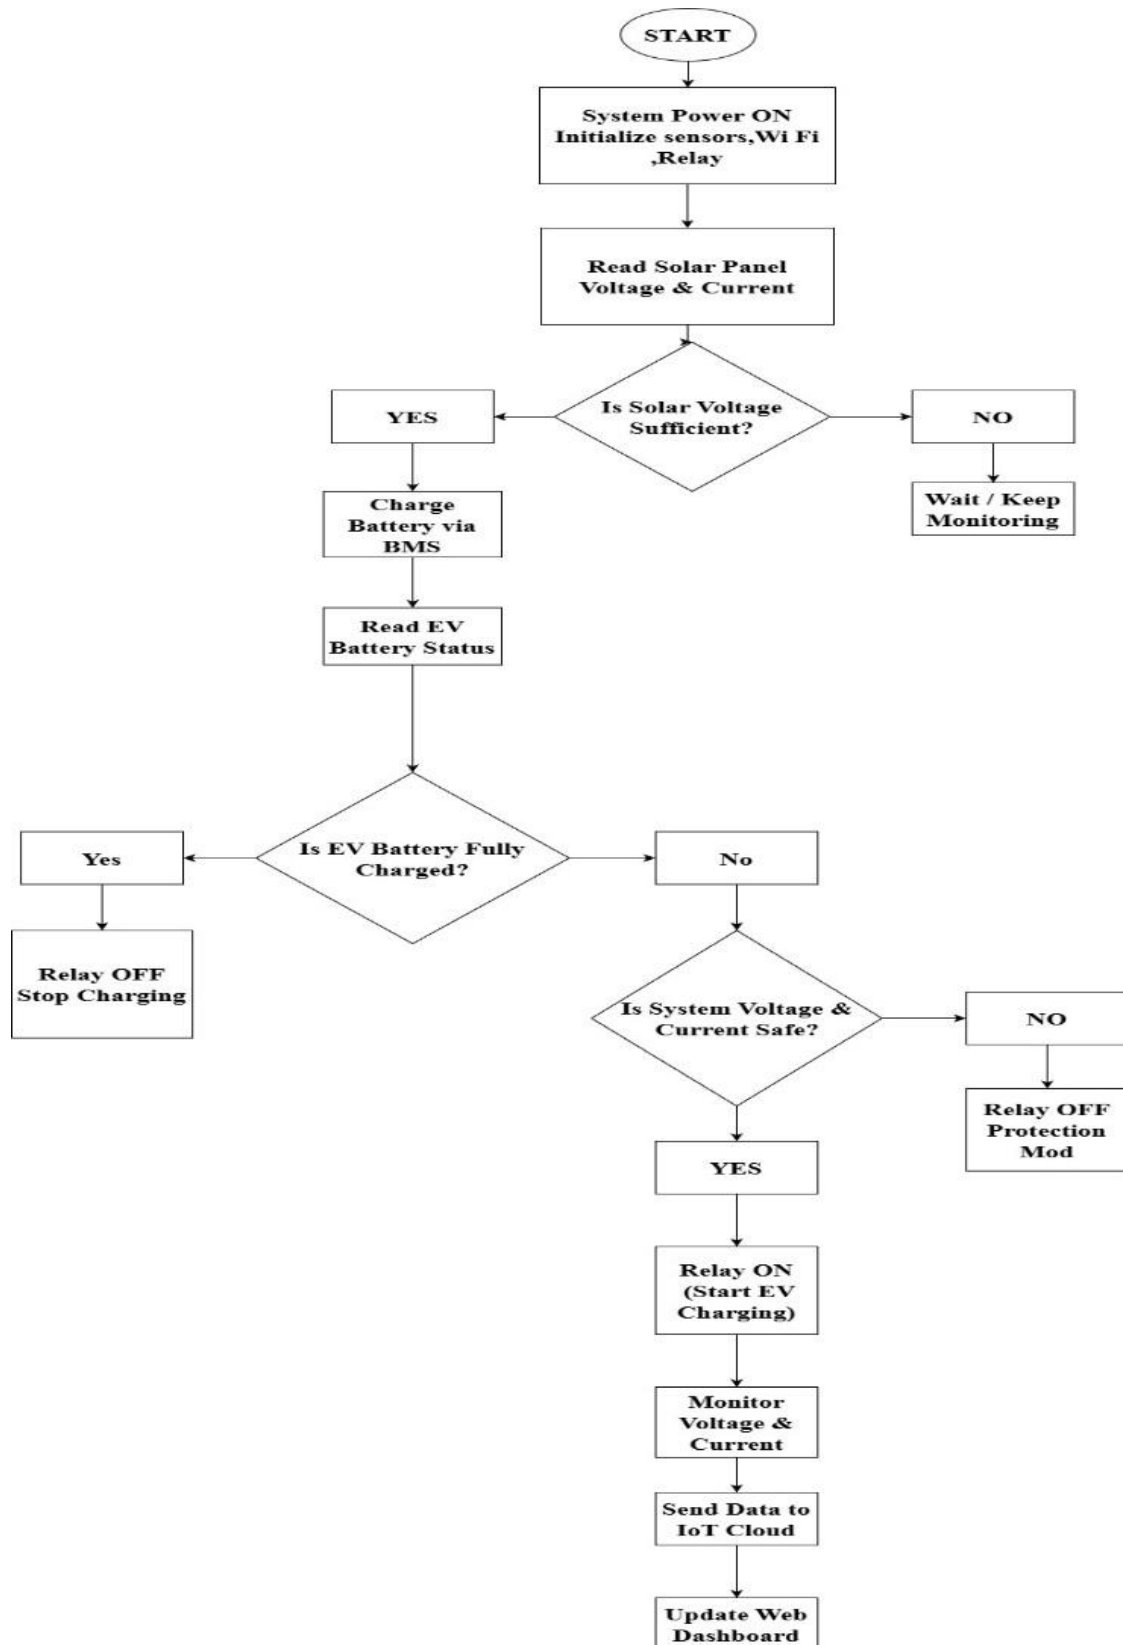 START
System Power ON
Initialize sensors,Wi Fi
,Relay
Read Solar Panel
Voltage & Current
Is Solar Voltage
Sufficient?
YES
NO
Charge
Battery via
BMS
Wait / Keep
Monitoring
Read EV
Battery Status
Is EV Battery Fully
Charged?
Yes
No
Relay OFF
Stop Charging
Is System Voltage &
Current Safe?
NO
Relay OFF
Protection
Mod
YES
Relay ON
(Start EV
Charging)
Monitor
Voltage &
Current
Send Data to
IoT Cloud
Update Web
Dashboard